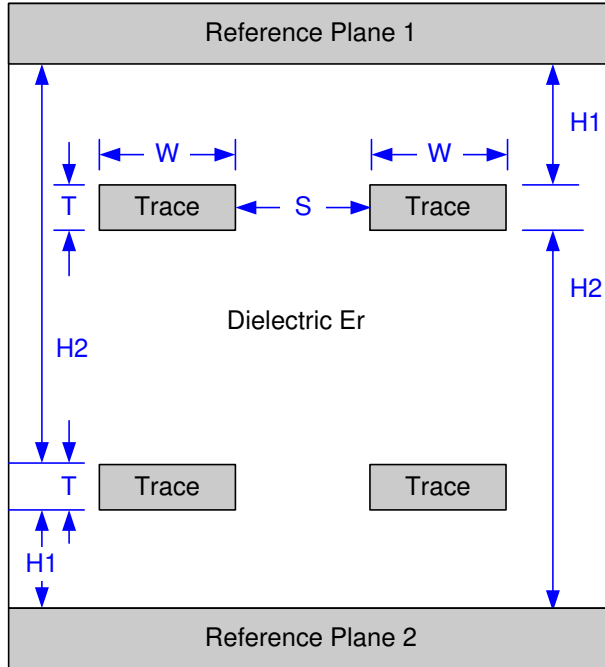 Reference Plane 1
H1
W
W
T
Trace
S
Trace
H2
Dielectric Er
H2
T
Trace
Trace
H1
Reference Plane 2